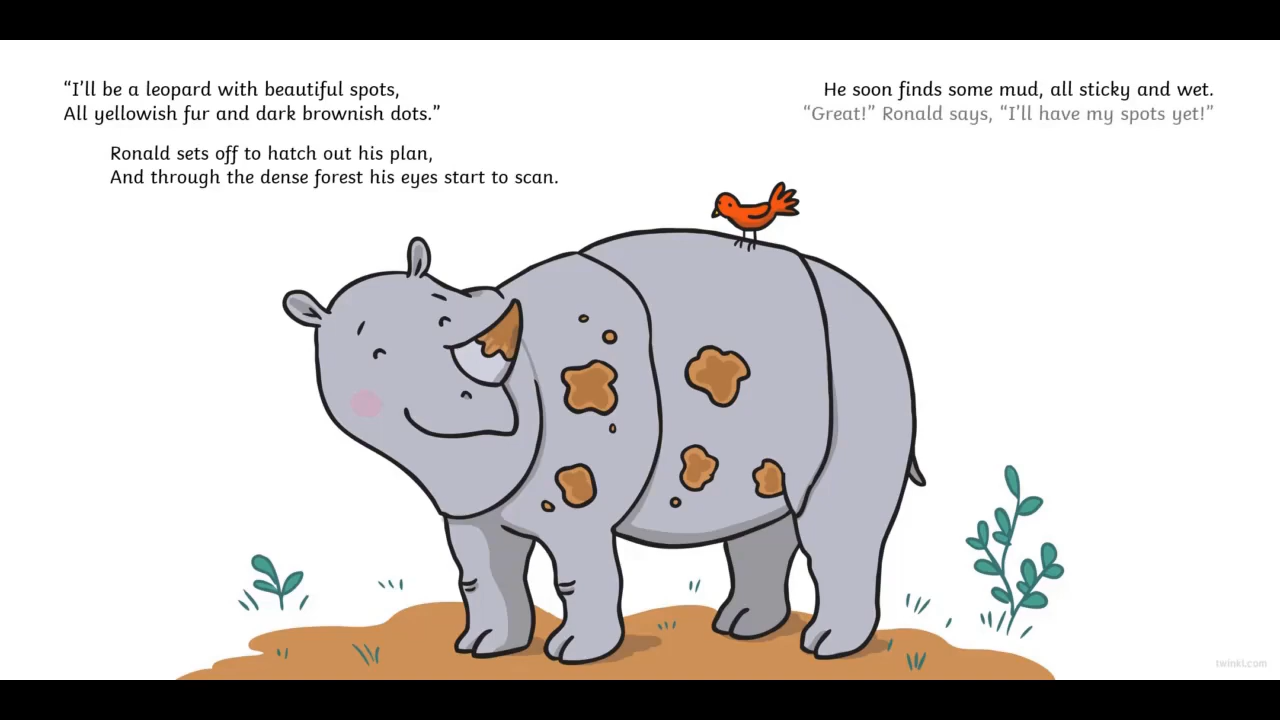 “I’ll be a leopard with beautiful spots,
All yellowish fur and dark brownish dots.”
Ronald sets off to hatch out his plan,
And through the dense forest his eyes start to scan.
He soon finds some mud, all sticky and wet.
“Great!” Ronald says, “I’ll have my spots yet!”
twinkl.com